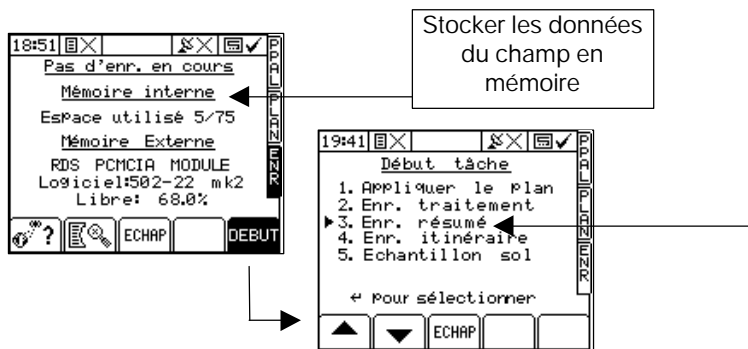 Stocker les données
du champ en
mémoire
18:51
Pas d'enr. en cours
Mémoire interne
Espace utilisé 5/75
Mémoire Externe
RDS PCMCIA MODULE
Logiciel:502-22 mk2
Libre: 68.0%
? ECHAP DEBUT
PPAL PLAN ENR
19:41
Début tâche
1. Appliquer le plan
2. Enr. traitement
3. Enr. résumé
4. Enr. itinéraire
5. Echantillon sol
↵ pour sélectionner
ECHAP
PPAL PLAN ENR